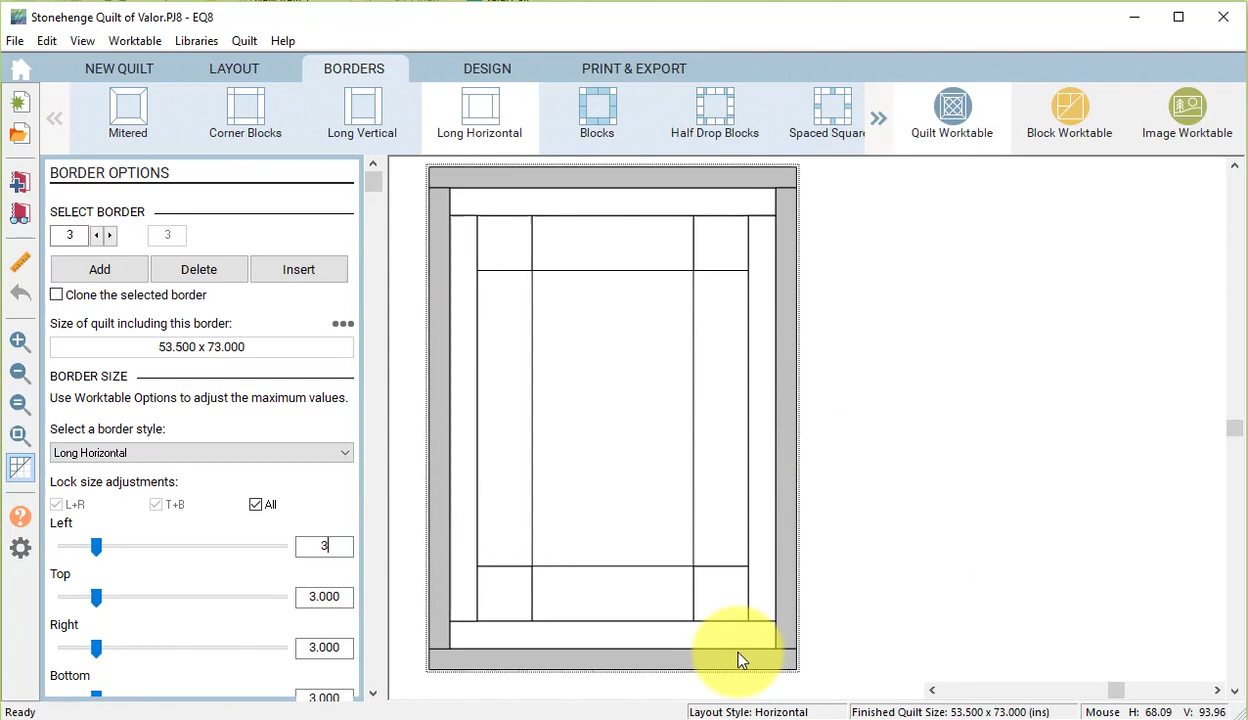 Stonehenge Quilt of Valor.PJ8 - EQ8
File Edit View Worktable Libraries Quilt Help
NEW QUILT LAYOUT BORDERS DESIGN PRINT & EXPORT
Mitered Corner Blocks Long Vertical Long Horizontal Blocks Half Drop Blocks Spaced Squar Quilt Worktable Block Worktable Image Worktable
BORDER OPTIONS
SELECT BORDER
3 3
Add Delete Insert
Clone the selected border
Size of quilt including this border:
53.500 x 73.000
BORDER SIZE
Use Worktable Options to adjust the maximum values.
Select a border style:
Long Horizontal
Lock size adjustments:
L+R T+B All
Left
3
Top
3.000
Right
3.000
Bottom
3.000
Ready Layout Style: Horizontal Finished Quilt Size: 53.500 x 73.000 (ins) Mouse H: 68.09 V: 93.96